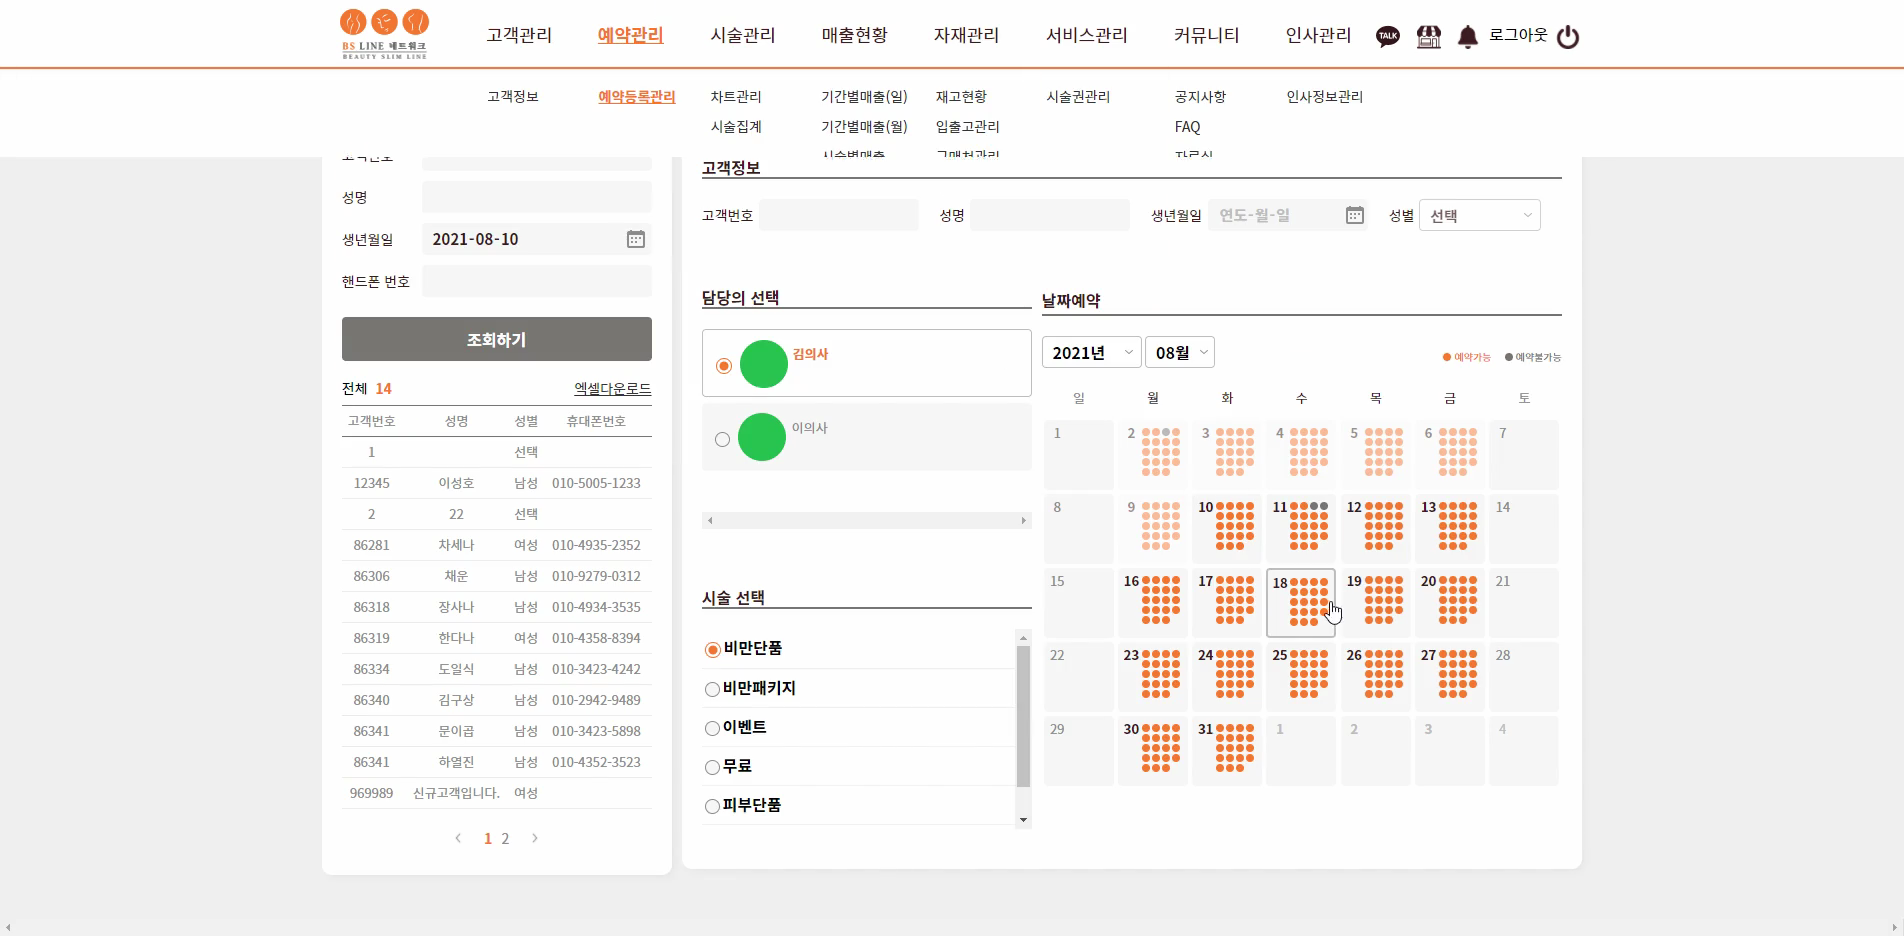 고객관리 예약관리 시술관리 매출현황 자재관리 서비스관리 커뮤니티 인사관리 TALK 로그아웃
BS LINE 네트워크
BEAUTY SLIM LINE
고객정보 예약등록관리 차트관리 기간별매출(일) 재고현황 시술권관리 공지사항 인사정보관리
시술집계 기간별매출(월) 입출고관리 FAQ
시술별매출 구매처관리 자료실
고객번호
성명
생년월일 2021-08-10
핸드폰 번호
조회하기
전체 14 엑셀다운로드
고객번호 성명 성별 휴대폰번호
1 선택
12345 이성호 남성 010-5005-1233
2 22 선택
86281 차세나 여성 010-4935-2352
86306 채운 남성 010-9279-0312
86318 장사나 남성 010-4934-3535
86319 한다나 여성 010-4358-8394
86334 도일식 남성 010-3423-4242
86340 김구상 남성 010-2942-9489
86341 문이곱 남성 010-3423-5898
86341 하열진 남성 010-4352-3523
969989 신규고객입니다. 여성
1 2
고객정보
고객번호 성명 생년월일 연도-월-일 성별 선택
담당의 선택
김의사
이의사
시술 선택
비만단품
비만패키지
이벤트
무료
피부단품
날짜예약
2021년 08월
예약가능 예약불가능
일 월 화 수 목 금 토
1 2 3 4 5 6 7
8 9 10 11 12 13 14
15 16 17 18 19 20 21
22 23 24 25 26 27 28
29 30 31 1 2 3 4